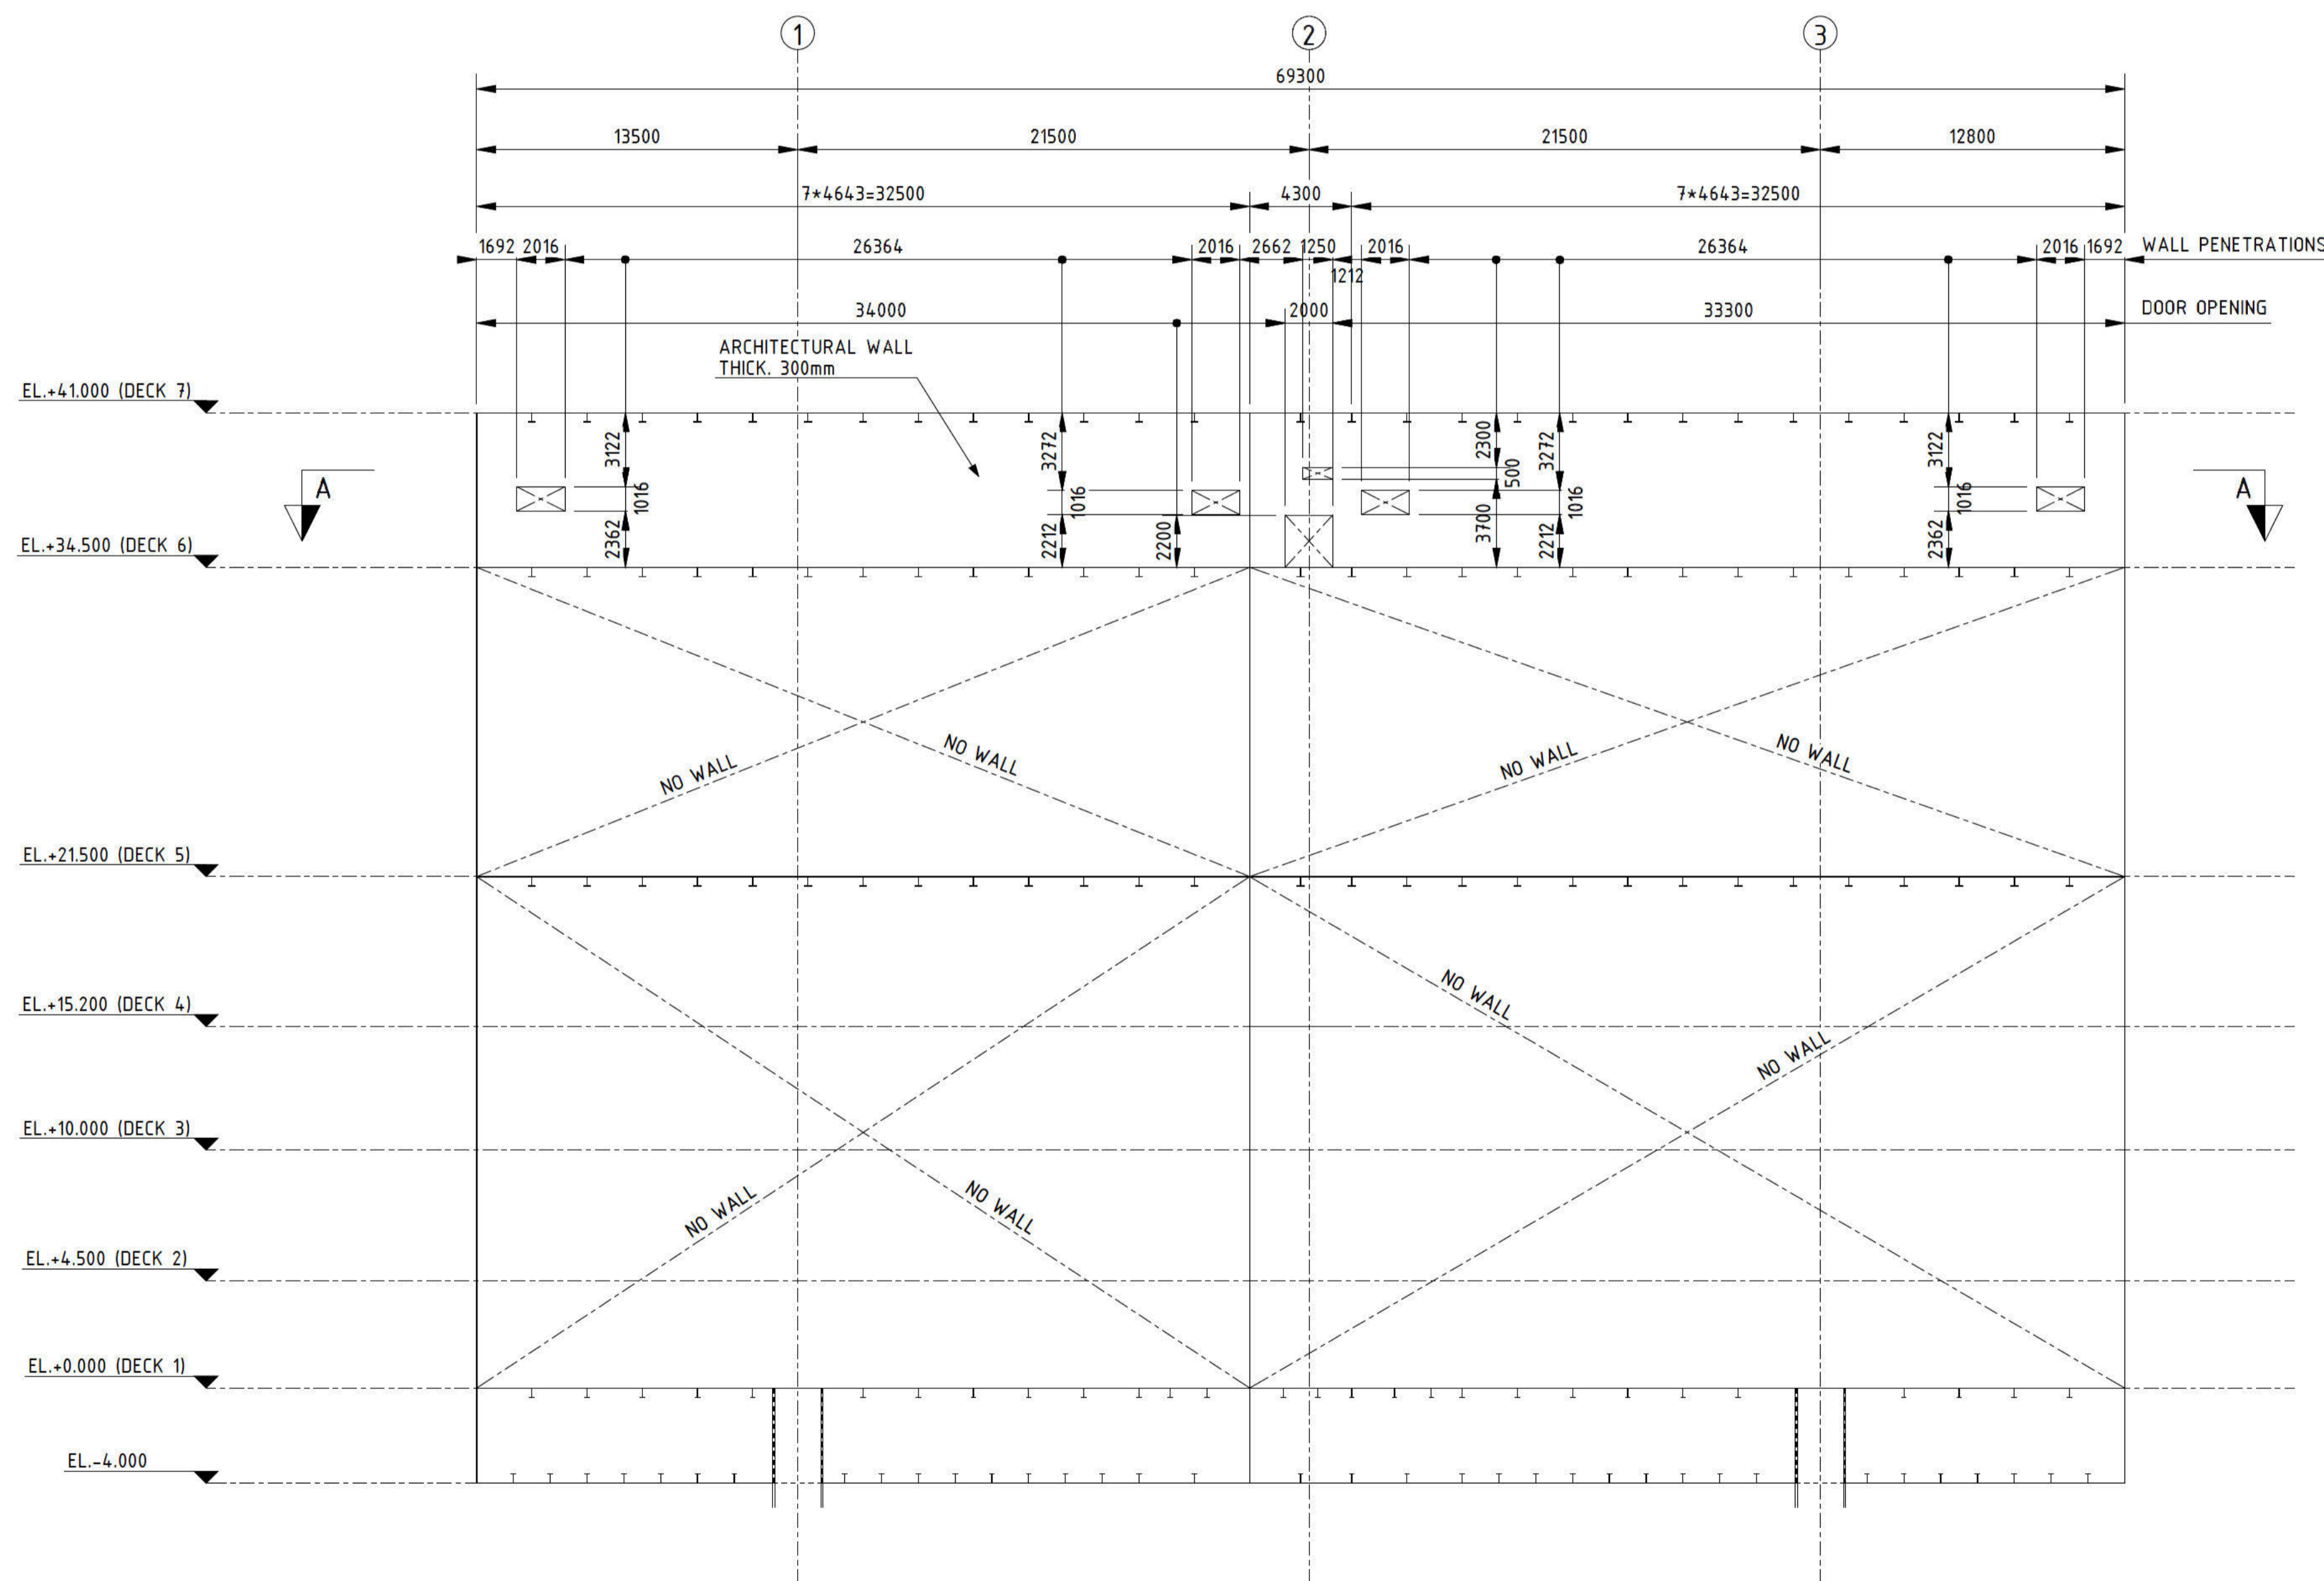 1 2 3
69300
13500 21500 21500 12800
7*4643=32500 4300 7*4643=32500
1692 2016 26364 2016 2662 1250 2016 26364 2016 1692 WALL PENETRATIONS
1212
34000 2000 33300 DOOR OPENING
ARCHITECTURAL WALL
THICK. 300mm
EL.+41.000 (DECK 7)
3122 3272 2300 3272 3122
500
A A
1016 1016 1016 1016
2362 2212 2200 3700 2212 2362
EL.+34.500 (DECK 6)
NO WALL NO WALL NO WALL NO WALL
EL.+21.500 (DECK 5)
NO WALL
EL.+15.200 (DECK 4)
NO WALL
EL.+10.000 (DECK 3)
NO WALL NO WALL
EL.+4.500 (DECK 2)
EL.+0.000 (DECK 1)
EL.-4.000